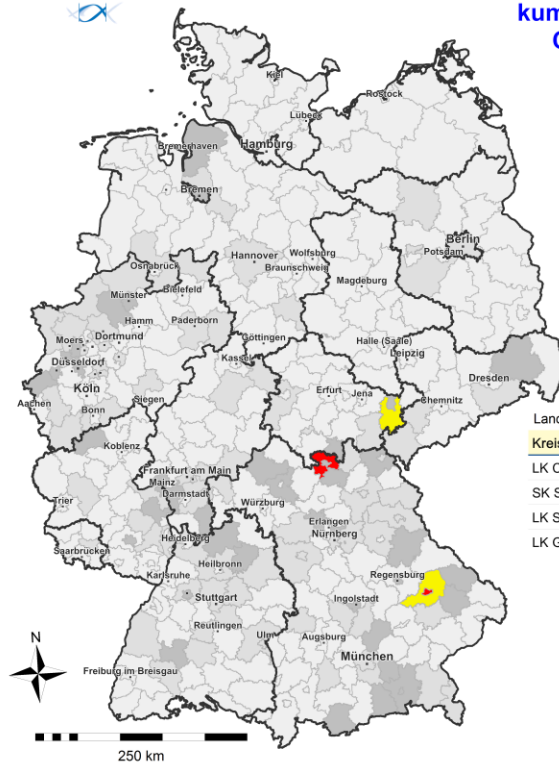 kum
Kiel
Rostock
Lübeck
Bremerhaven
Hamburg
Bremen
Berlin
Potsdam
Wolfsburg
Hannover
Braunschweig
Osnabrück
Magdeburg
Münster
Bielefeld
Hamm
Paderborn
Göttingen
Halle (Saale)
Leipzig
Moers
Dortmund
Düsseldorf
Kassel
Dresden
Köln
Erfurt
Jena
Chemnitz
Aachen
Bonn
Siegen
Koblenz
Land
Kreis
LK C
SK S
LK S
LK G
Frankfurt am Main
Mainz
Darmstadt
Trier
Würzburg
Erlangen
Nürnberg
Saarbrücken
Heidelberg
Heilbronn
Karlsruhe
Regensburg
Stuttgart
Ingolstadt
Reutlingen
Ulm
Augsburg
München
Freiburg im Breisgau
N
250 km